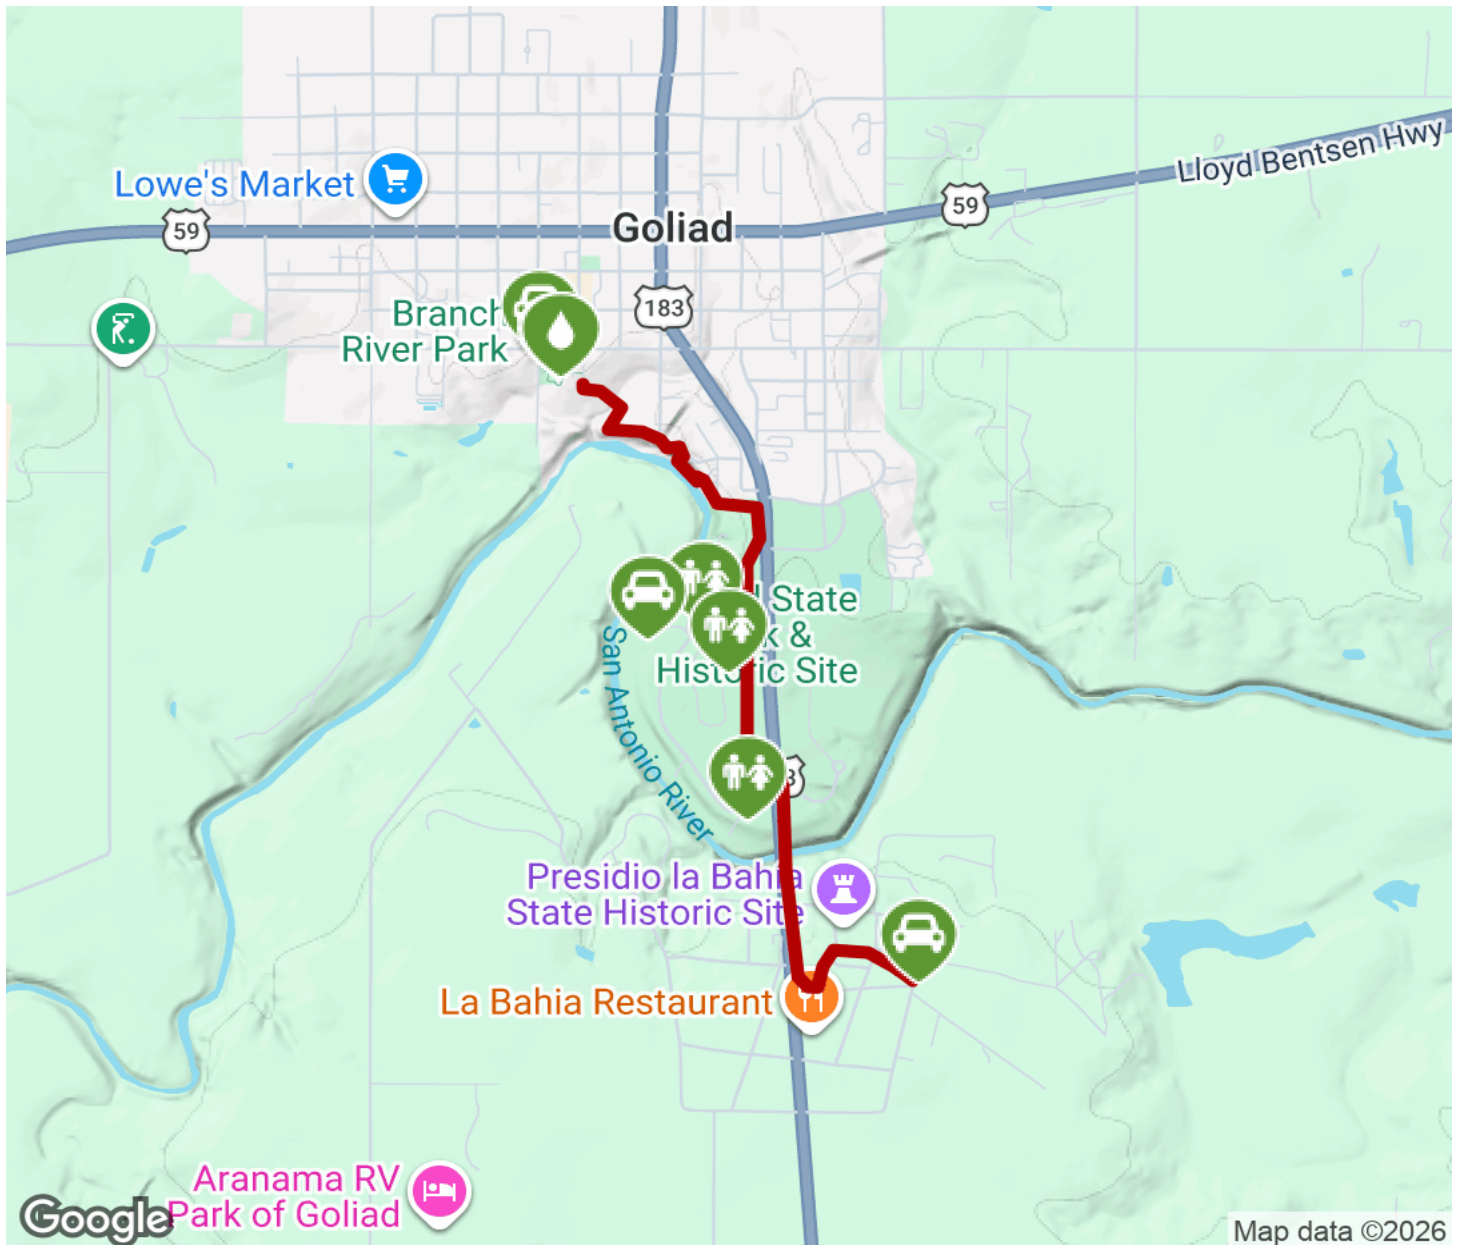 Lloyd Bentsen Hwy
Lowe's Market
59
59
Goliad
183
Branch
River Park
State
&
Historic Site
San Antonio River
3
Presidio la Bahia
State Historic Site
La Bahia Restaurant
Aranama RV
Park of Goliad
Google
Map data ©2026